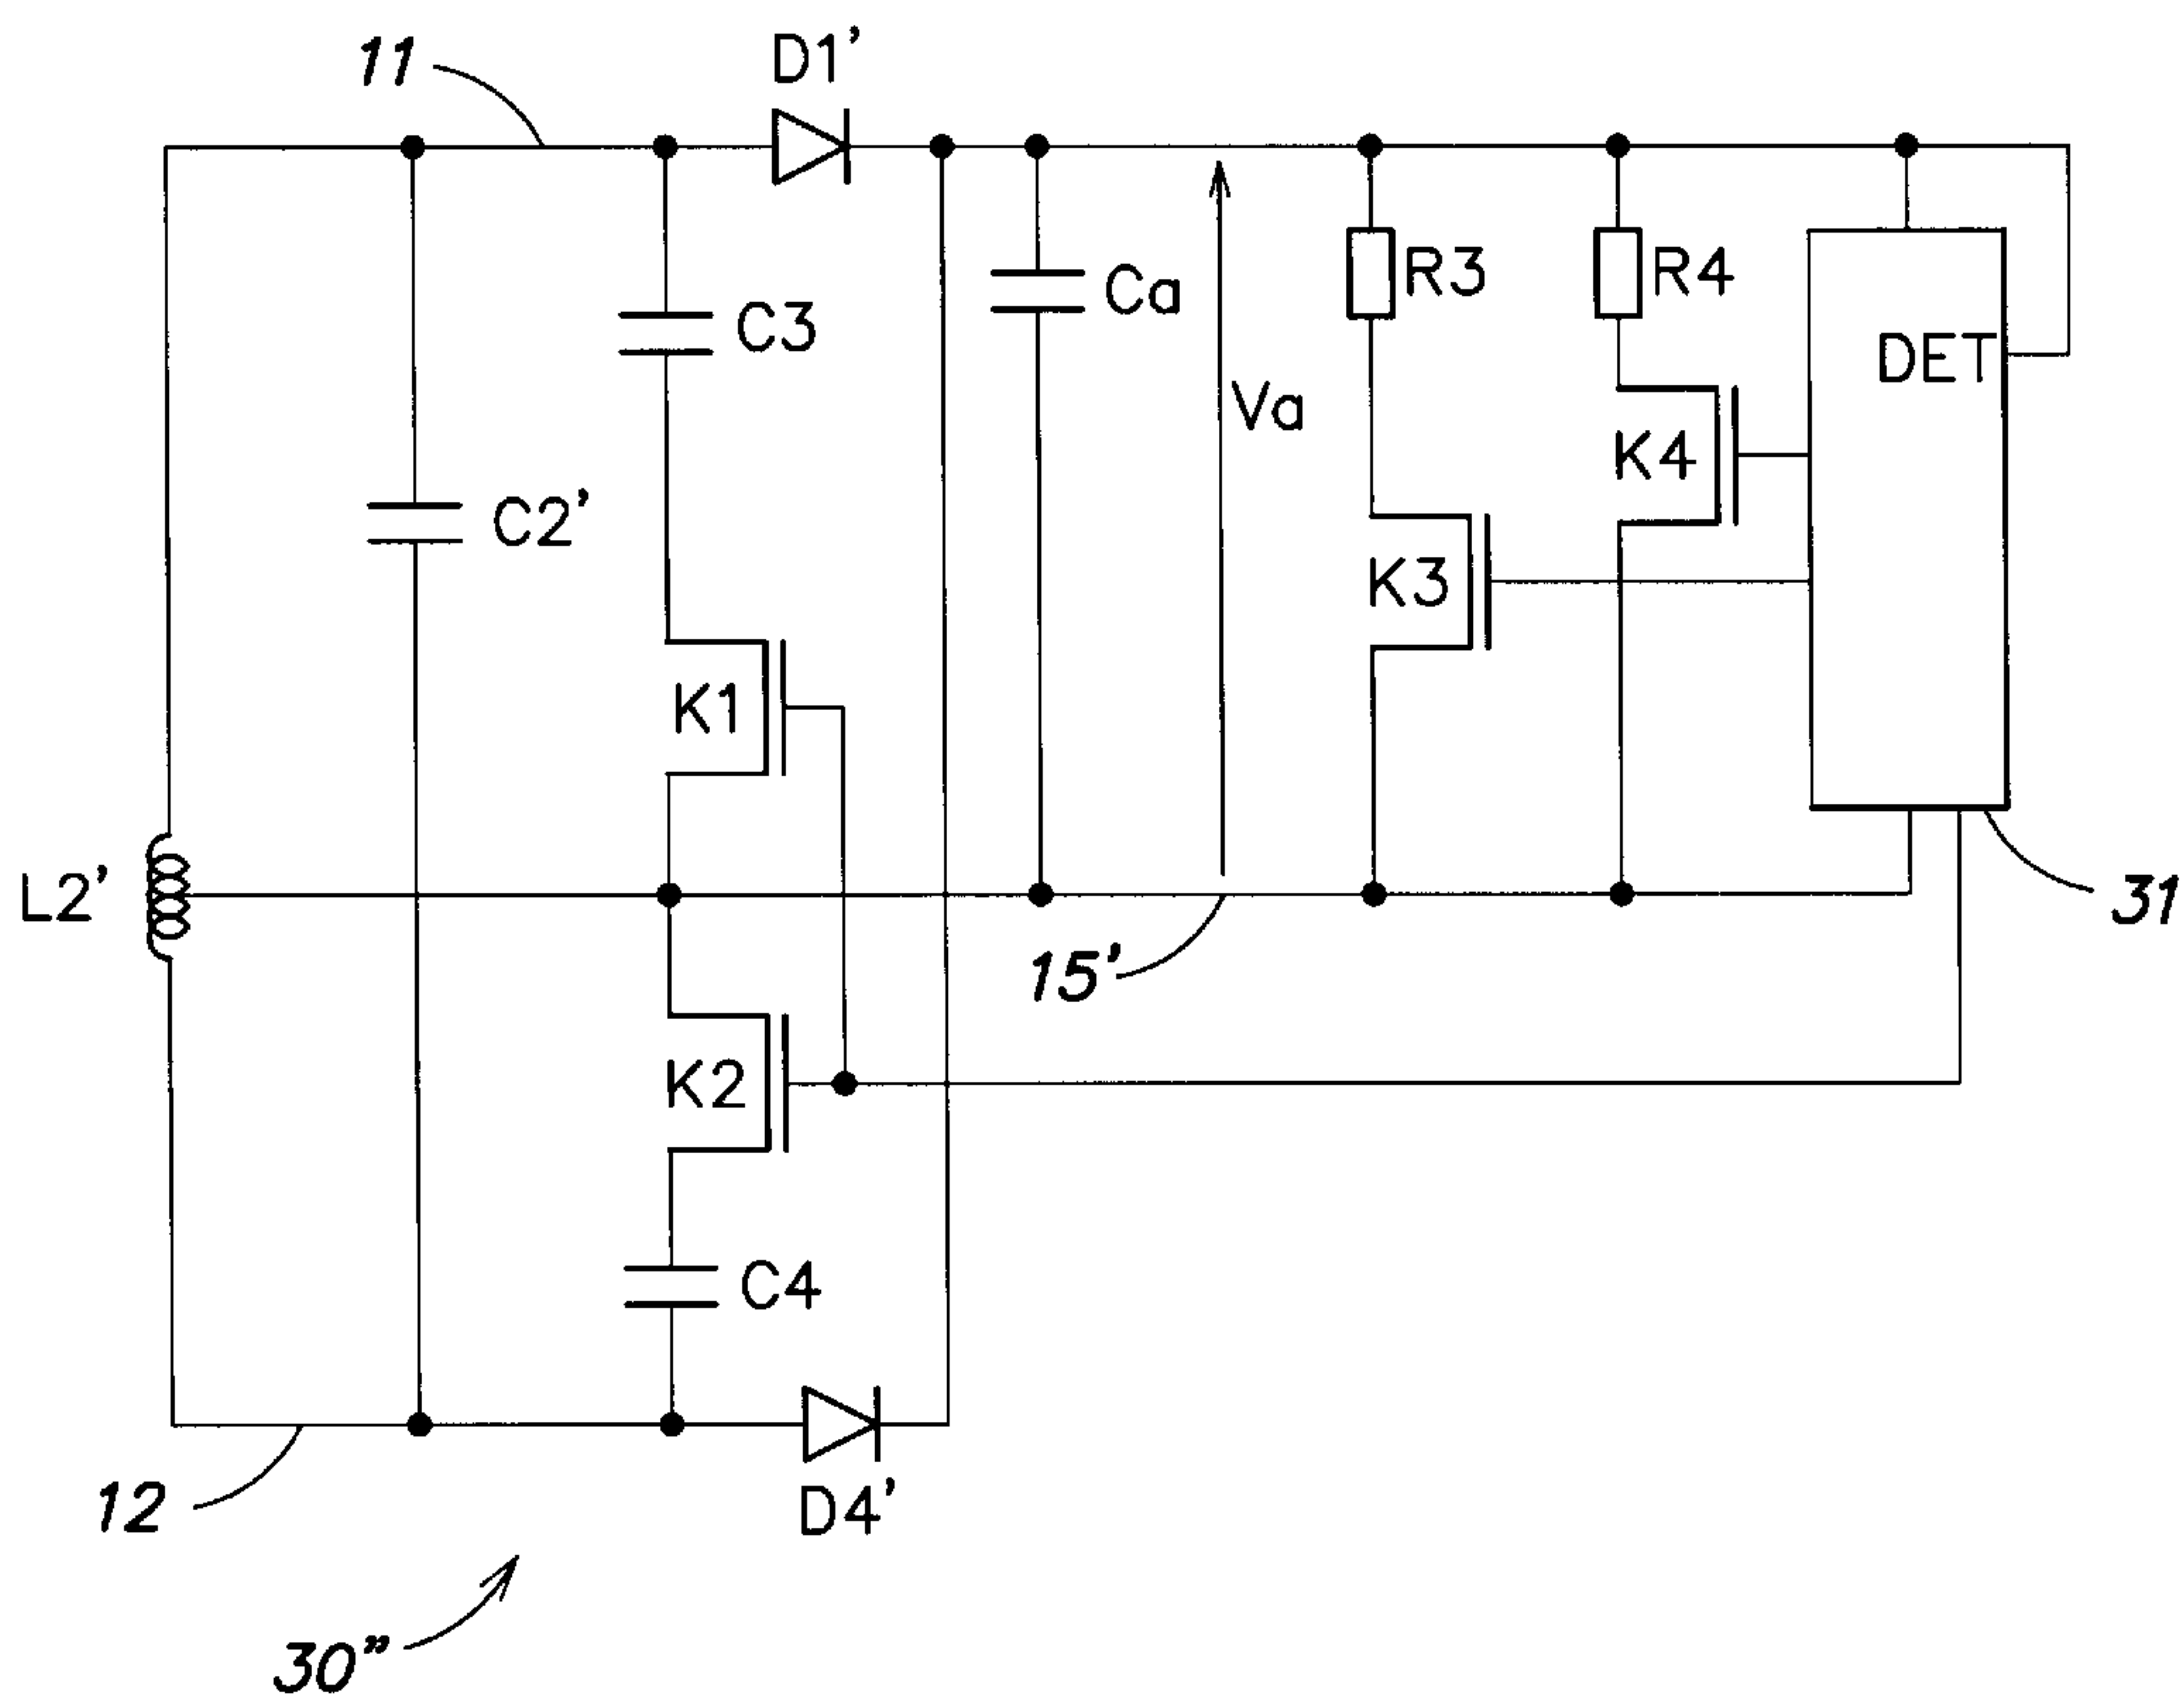 11
D1'
C3
Ca
R3
R4
DET
Va
K4
C2'
K3
K1
L2'
31
15'
K2
C4
12
D4'
30"